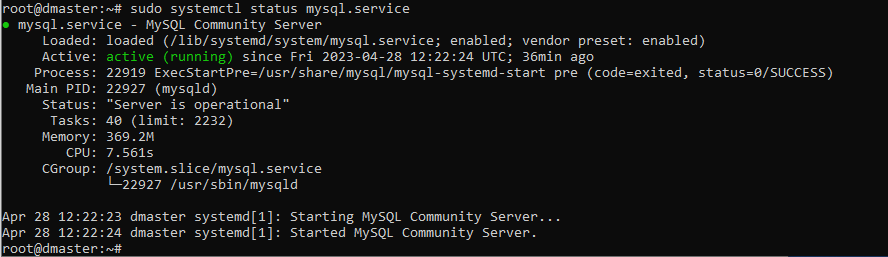 root@dmaster:~# sudo systemctl status mysql.service
● mysql.service - MySQL Community Server
     Loaded: loaded (/lib/systemd/system/mysql.service; enabled; vendor preset: enabled)
     Active: active (running) since Fri 2023-04-28 12:22:24 UTC; 36min ago
    Process: 22919 ExecStartPre=/usr/share/mysql/mysql-systemd-start pre (code=exited, status=0/SUCCESS)
   Main PID: 22927 (mysqld)
     Status: "Server is operational"
      Tasks: 40 (limit: 2232)
     Memory: 369.2M
        CPU: 7.561s
     CGroup: /system.slice/mysql.service
             └─22927 /usr/sbin/mysqld

Apr 28 12:22:23 dmaster systemd[1]: Starting MySQL Community Server...
Apr 28 12:22:24 dmaster systemd[1]: Started MySQL Community Server.
root@dmaster:~#